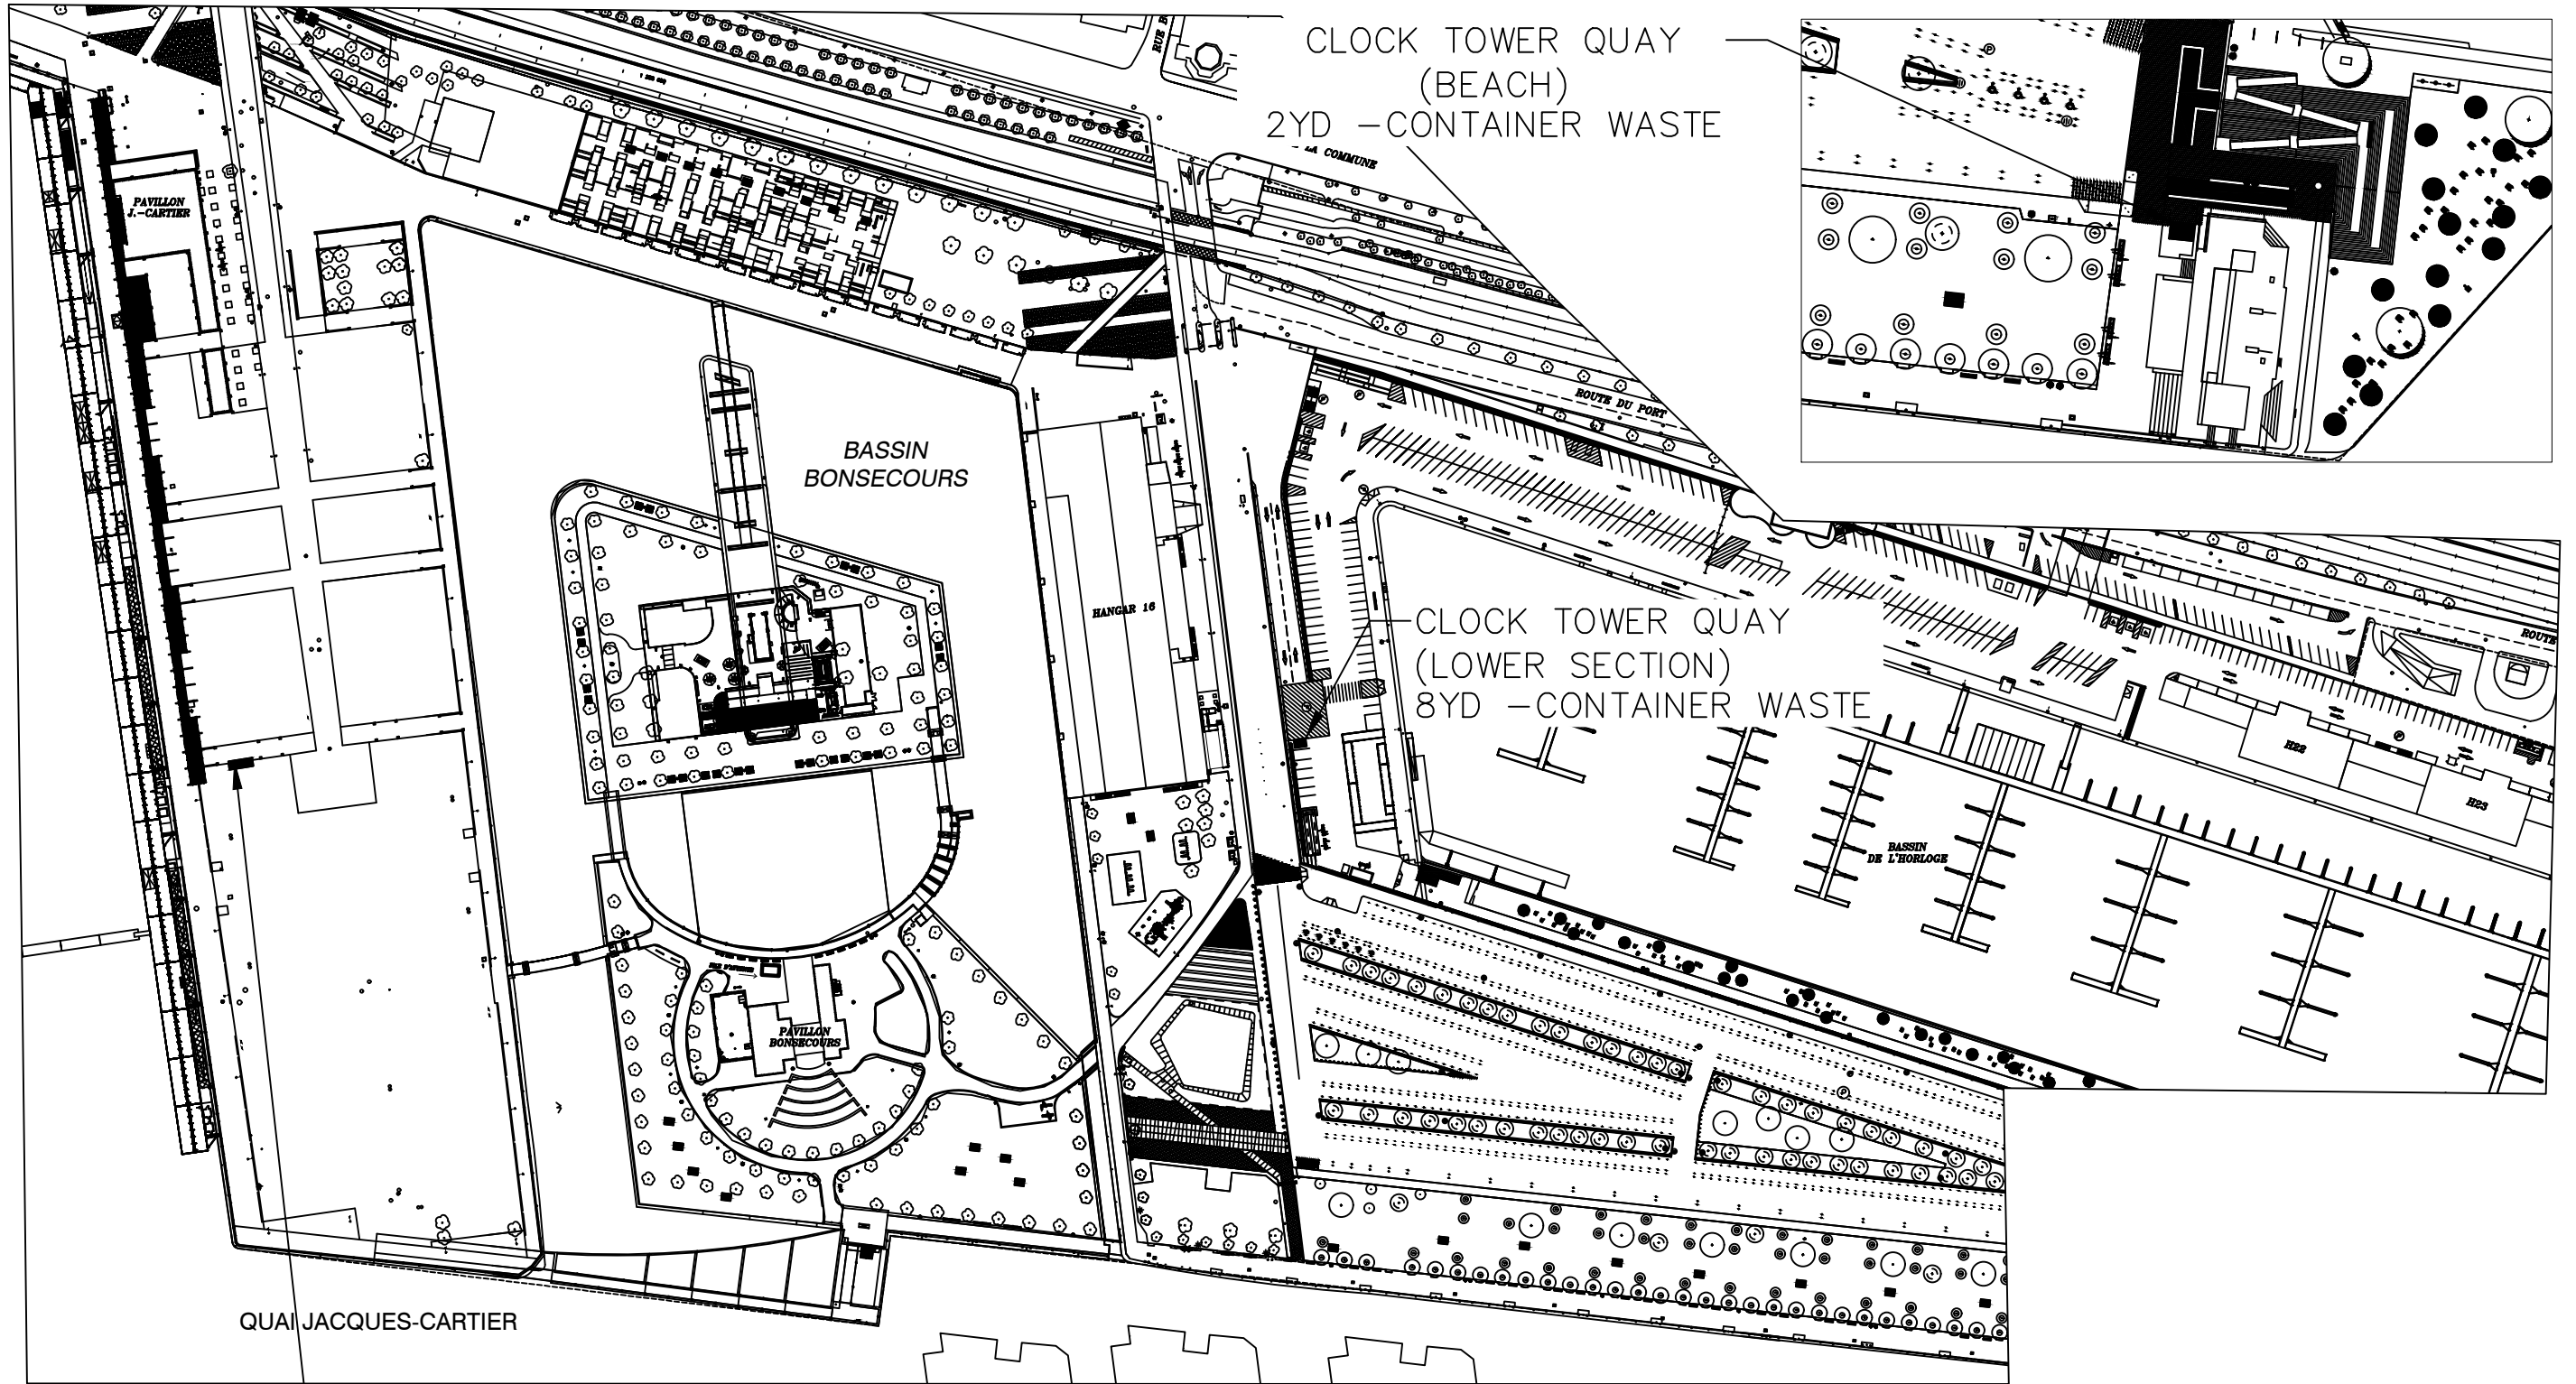 CLOCK TOWER QUAY
(BEACH)
2YD -CONTAINER WASTE
RUE B
LA COMMUNE
PAVILLON
J.-CARTIER
ROUTE DU PORT
BASSIN
BONSECOURS
HANGAR 16
CLOCK TOWER QUAY
(LOWER SECTION)
8YD -CONTAINER WASTE
ROUTE
H22
H23
BASSIN
DE L'HORLOGE
PAVILLON
BONSECOURS
QUAI JACQUES-CARTIER